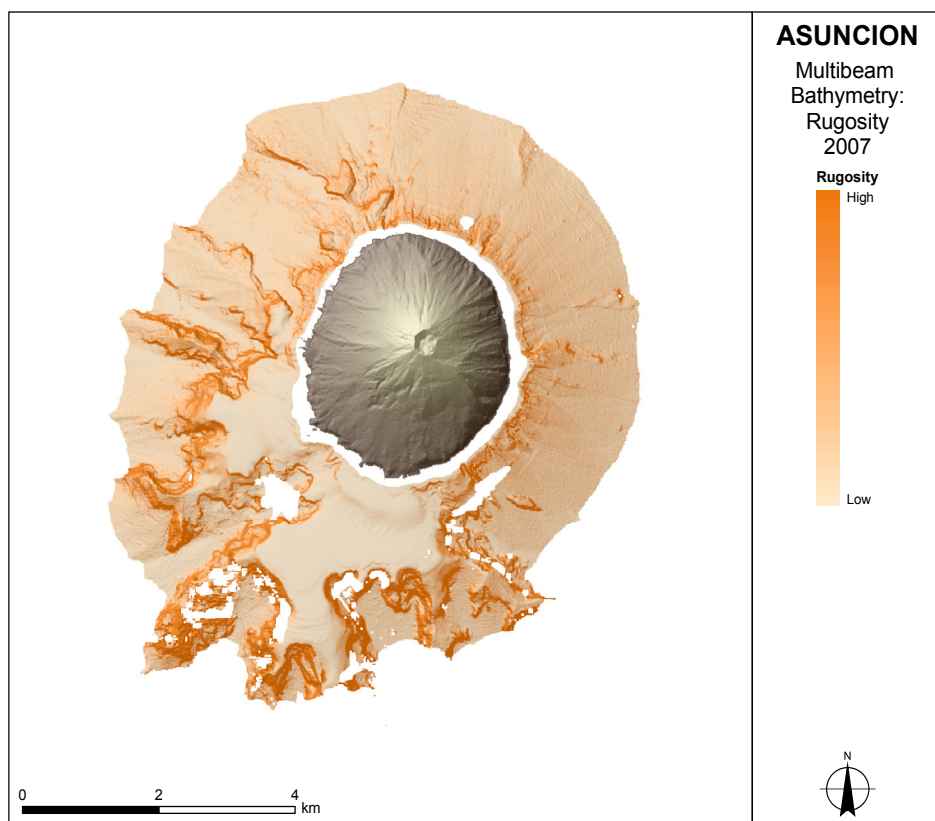 ASUNCION
Multibeam
Bathymetry:
Rugosity
2007
Rugosity
High
Low
N
0 2 4
km